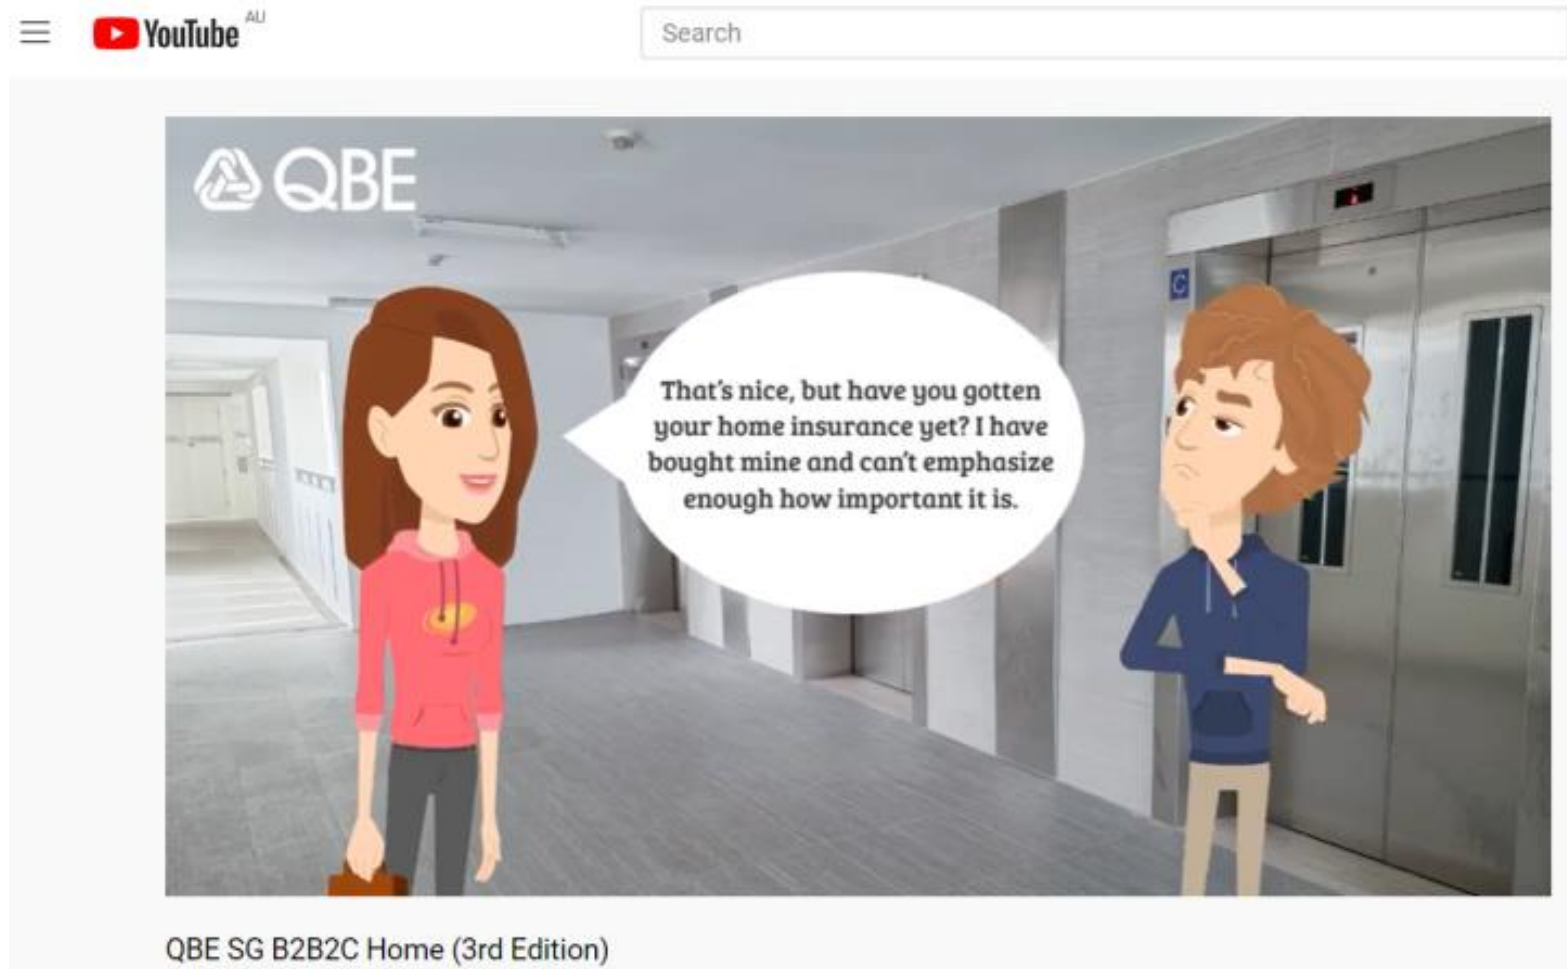 YouTube AU
Search
QBE
C
That's nice, but have you gotten
your home insurance yet? I have
bought mine and can't emphasize
enough how important it is.
QBE SG B2B2C Home (3rd Edition)